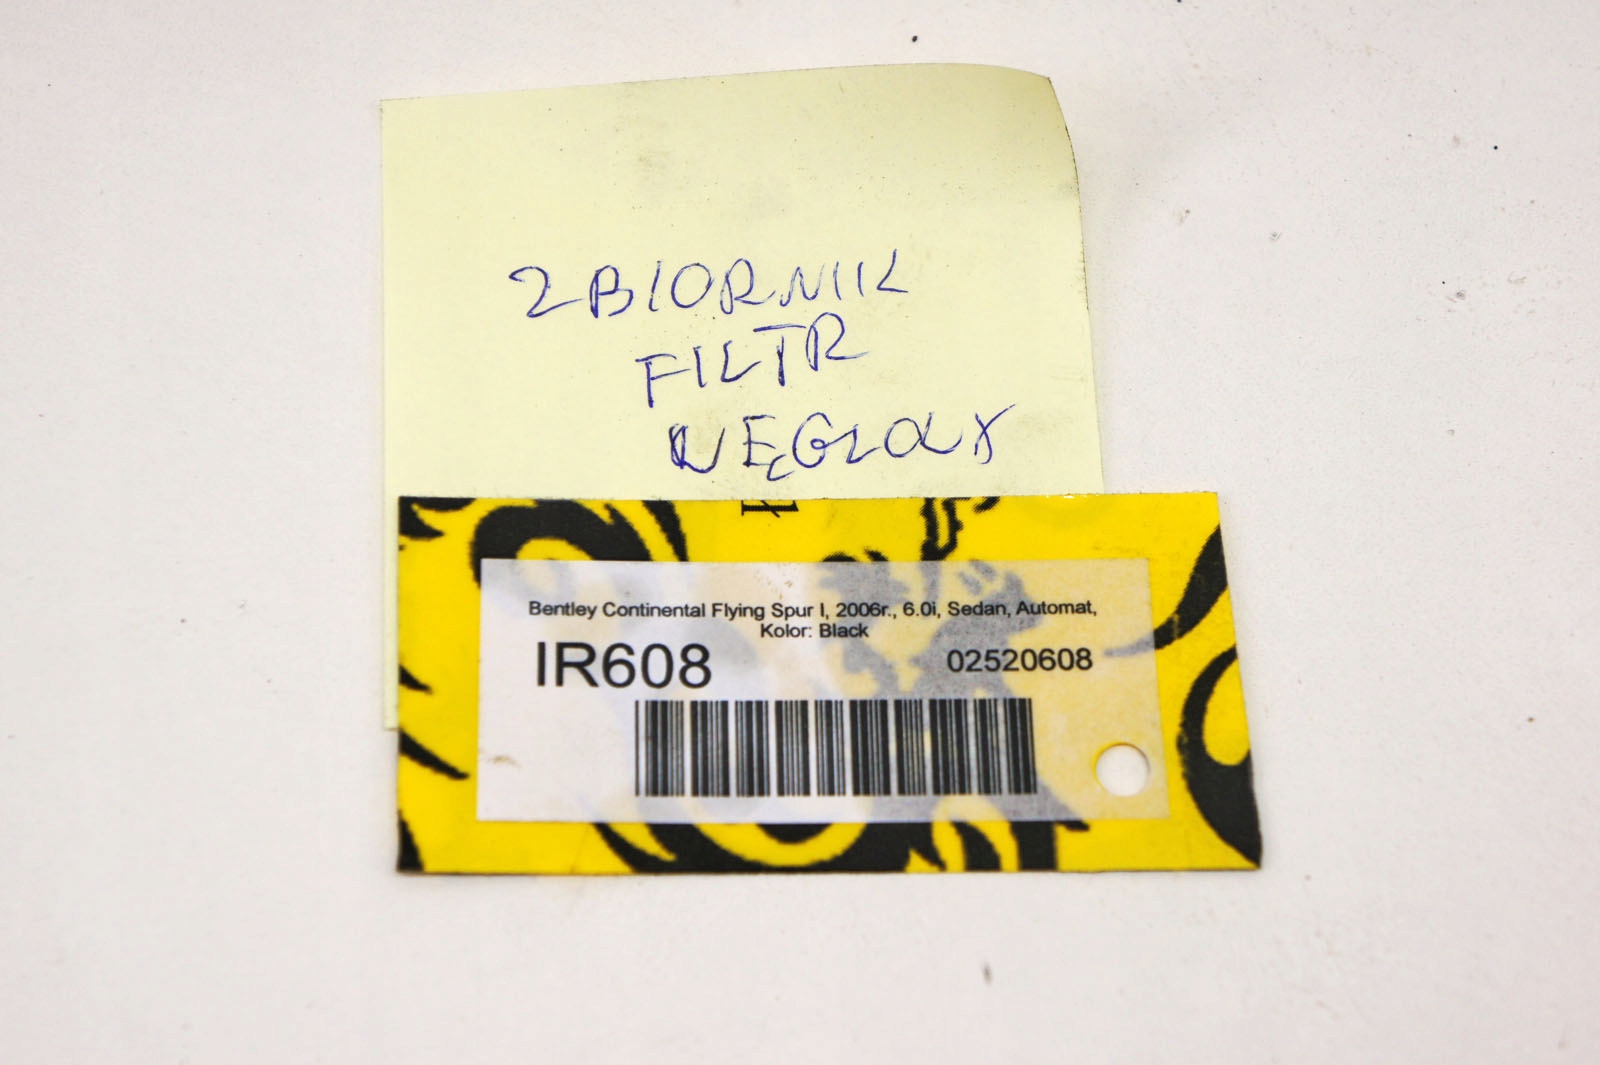 ZBIORNIK
FILTR
WĘGLOWY
Bentley Continental Flying Spur I, 2006r., 6.0i, Sedan, Automat,
Kolor: Black
IR608
02520608